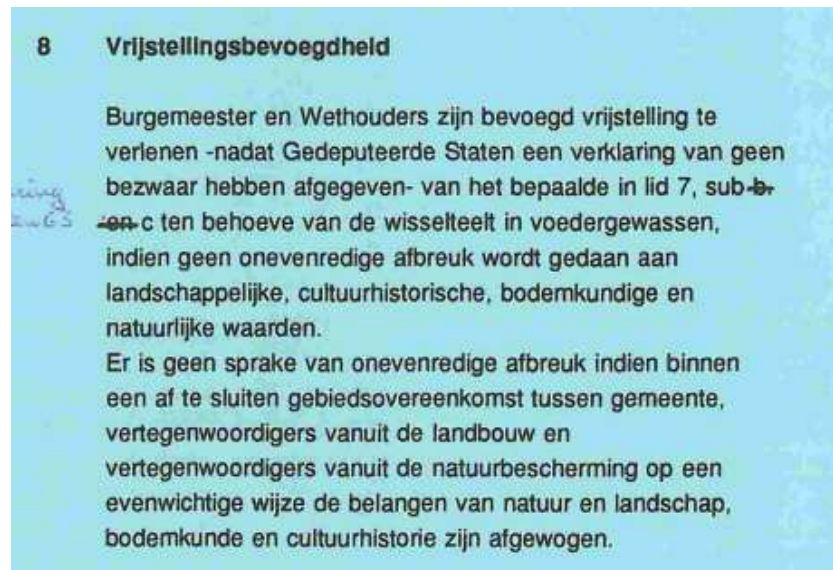 8 Vrijstellingsbevoegdheid
Burgemeester en Wethouders zijn bevoegd vrijstelling te
verlenen -nadat Gedeputeerde Staten een verklaring van geen
bezwaar hebben afgegeven- van het bepaalde in lid 7, sub b
en c ten behoeve van de wisselteelt in voedergewassen,
indien geen onevenredige afbreuk wordt gedaan aan
landschappelijke, cultuurhistorische, bodemkundige en
natuurlijke waarden.
Er is geen sprake van onevenredige afbreuk indien binnen
een af te sluiten gebiedsovereenkomst tussen gemeente,
vertegenwoordigers vanuit de landbouw en
vertegenwoordigers vanuit de natuurbescherming op een
evenwichtige wijze de belangen van natuur en landschap,
bodemkunde en cultuurhistorie zijn afgewogen.